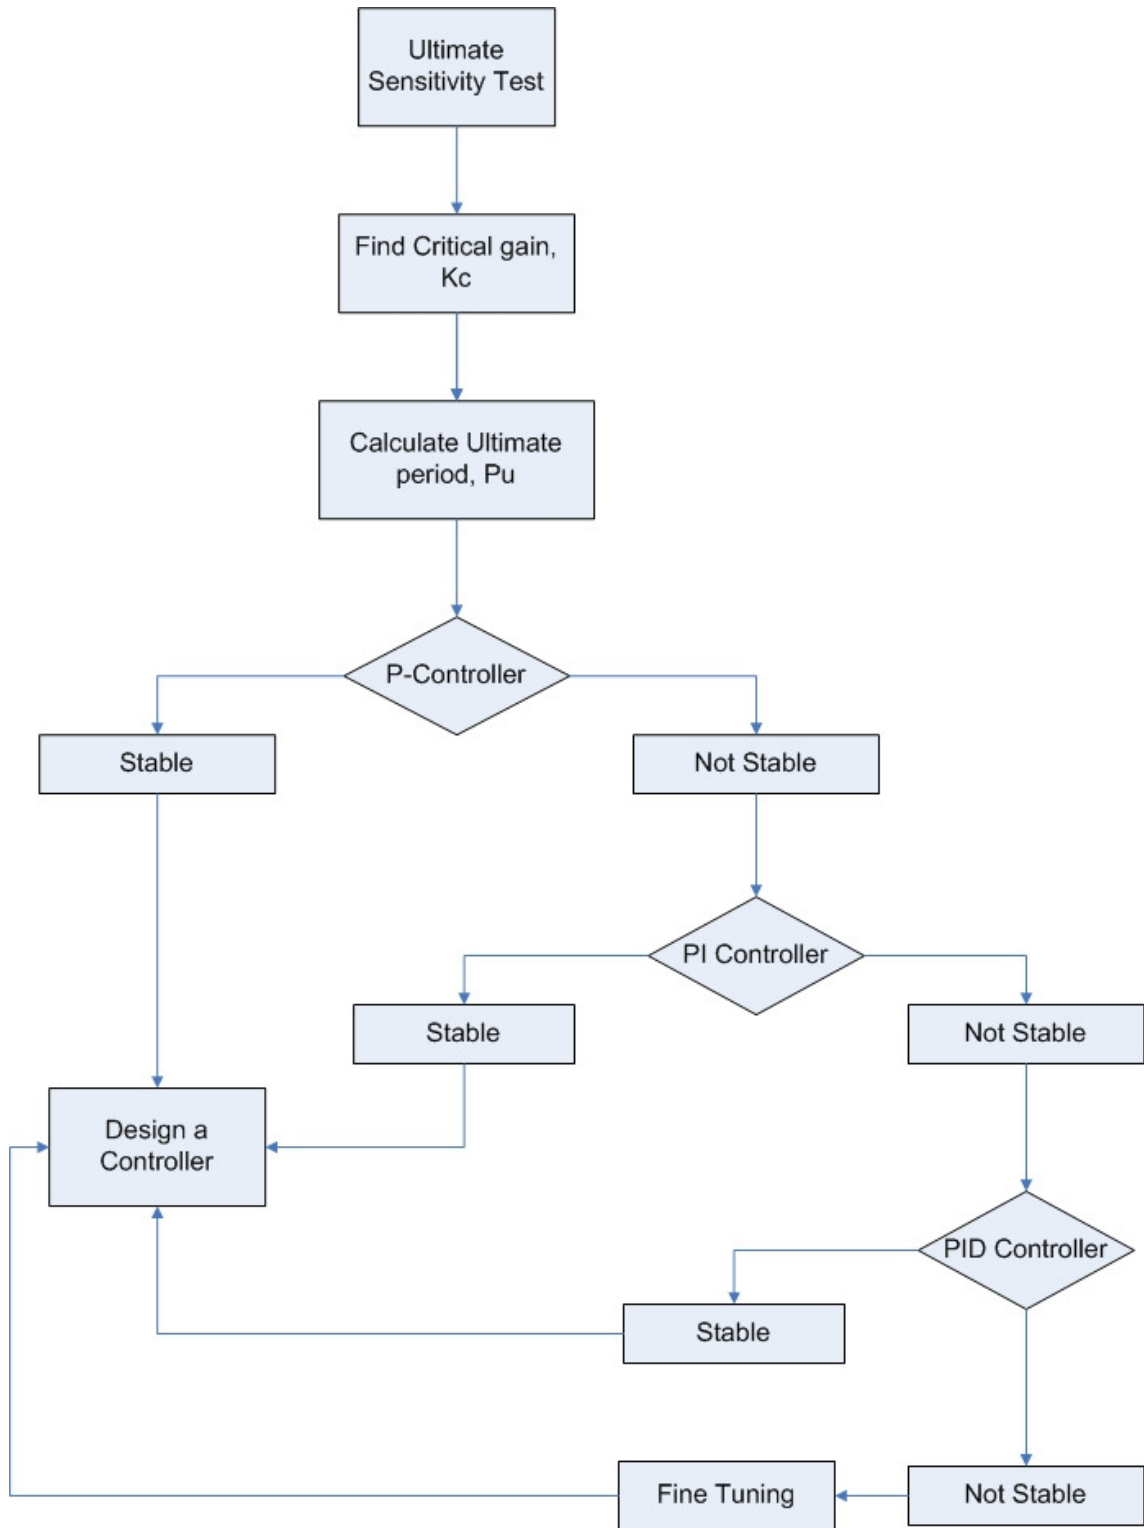 Ultimate
Sensitivity Test
Find Critical gain,
Kc
Calculate Ultimate
period, Pu
P-Controller
Stable
Not Stable
PI Controller
Stable
Not Stable
Design a
Controller
PID Controller
Stable
Fine Tuning
Not Stable